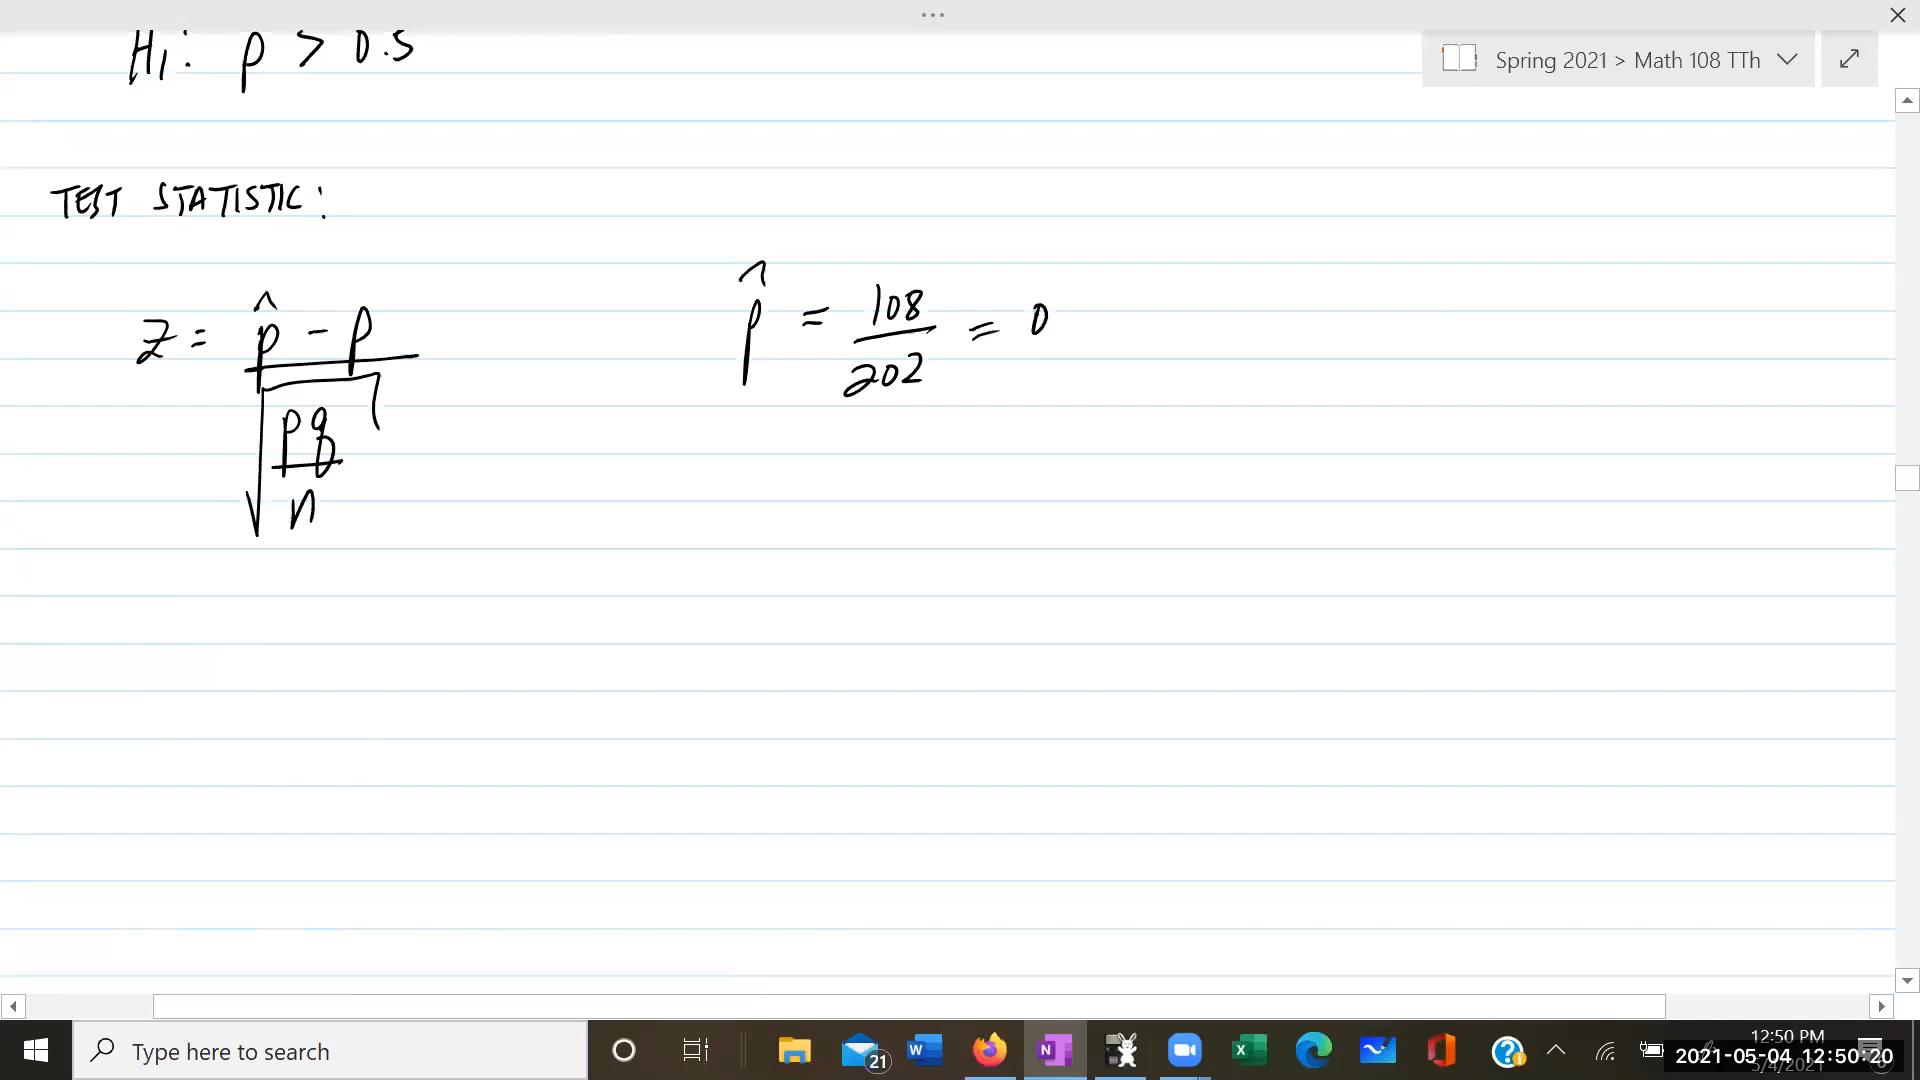 H₁: p > 0.5
Spring 2021 > Math 108 TTh
TEST STATISTIC:
z = (p̂ - p) / √(pq/n)
p̂ = 108/202 = 0
Type here to search
21
12:50 PM
2021-05-04 12:50:20